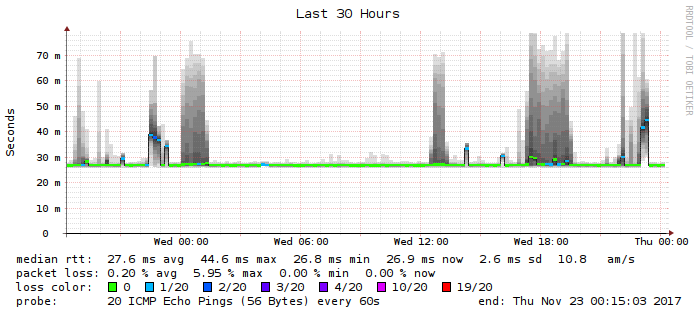 Last 30 Hours
RRDTOOL / TOBI OETIKER
Seconds
70 m
60 m
50 m
40 m
30 m
20 m
10 m
0
Wed 00:00 Wed 06:00 Wed 12:00 Wed 18:00 Thu 00:00
median rtt: 27.6 ms avg 44.6 ms max 26.8 ms min 26.9 ms now 2.6 ms sd 10.8 am/s
packet loss: 0.20 % avg 5.95 % max 0.00 % min 0.00 % now
loss color: 0 1/20 2/20 3/20 4/20 10/20 19/20
probe: 20 ICMP Echo Pings (56 Bytes) every 60s end: Thu Nov 23 00:15:03 2017